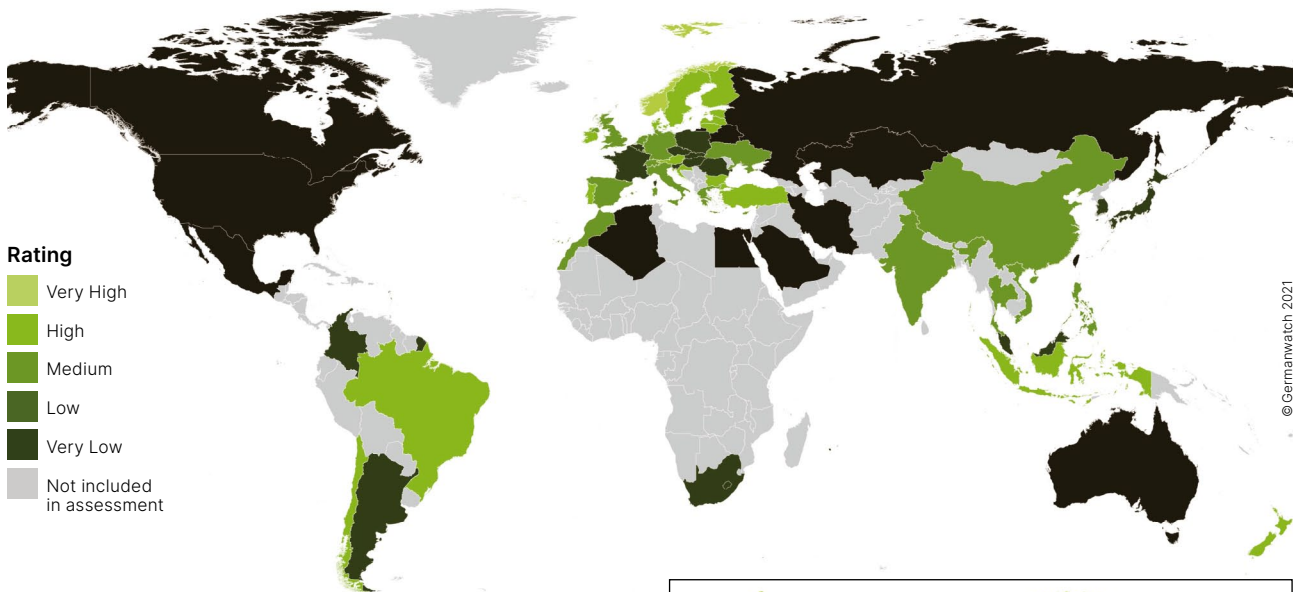 Rating
Very High
High
Medium
Low
Very Low
Not included
in assessment
© Germanwatch 2021